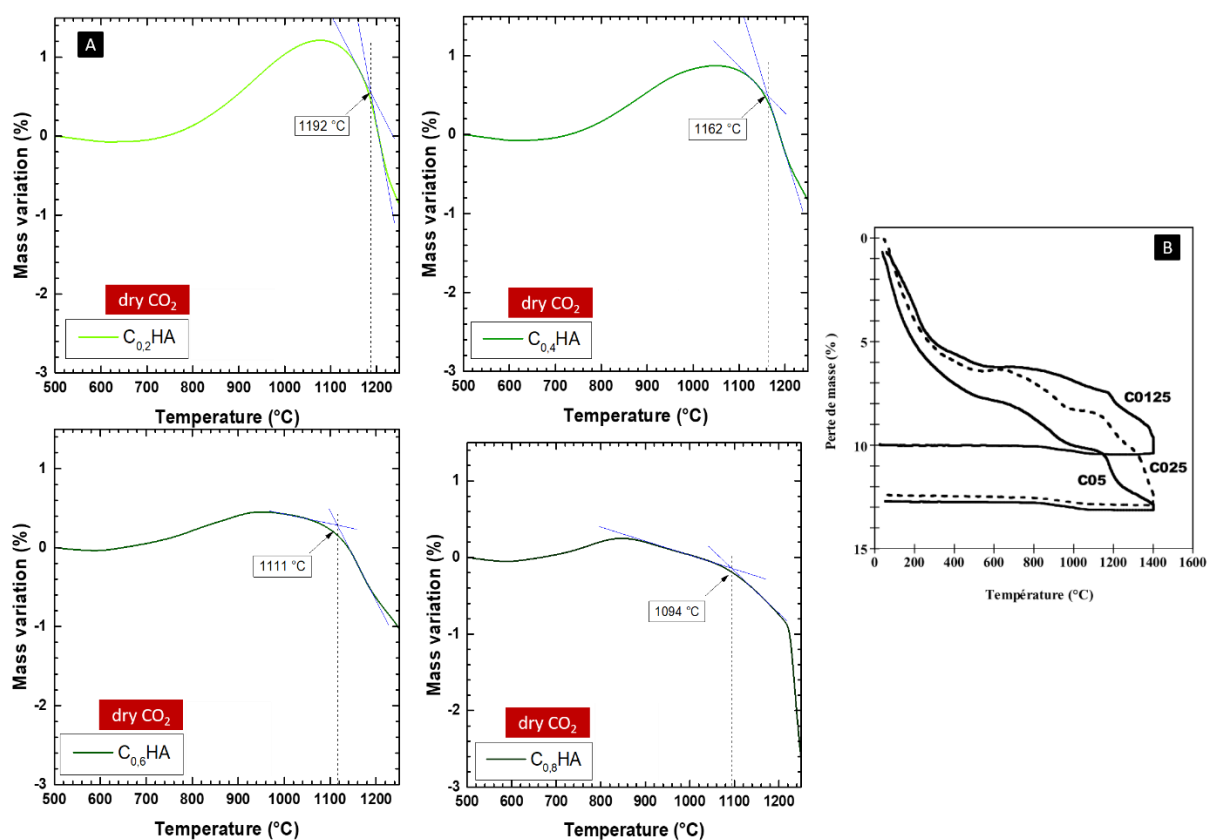 A
Mass variation (%)
1
0
-1
-2
-3
1192 °C
dry CO₂
C₀,₂HA
500 600 700 800 900 1000 1100 1200
Temperature (°C)
Mass variation (%)
1
0
-1
-2
-3
1162 °C
dry CO₂
C₀,₄HA
500 600 700 800 900 1000 1100 1200
Temperature (°C)
Mass variation (%)
1
0
-1
-2
-3
1111 °C
dry CO₂
C₀,₆HA
500 600 700 800 900 1000 1100 1200
Temperature (°C)
Mass variation (%)
1
0
-1
-2
-3
1094 °C
dry CO₂
C₀,₈HA
500 600 700 800 900 1000 1100 1200
Temperature (°C)
B
Perte de masse (% )
0
5
10
15
C0125
C05
C025
0 200 400 600 800 1000 1200 1400 1600
Température (°C)